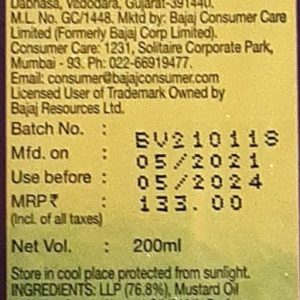 Dabhasa, Vadodara, Gujarat-391440.
M.L. No. GC/1448. Mktd by: Bajaj Consumer Care
Limited (Formerly Bajaj Corp Limited).
Consumer Care: 1231, Solitaire Corporate Park,
Mumbai - 93. Ph: 022-66919477.
Email: consumer@bajajconsumer.com
Licensed User of Trademark Owned by
Bajaj Resources Ltd.
Batch No. : BV21011S
Mfd. on : 05/2021
Use before : 05/2024
MRP ₹ : 133.00
(Incl. of all taxes)
Net Vol. : 200ml
Store in cool place protected from sunlight.
INGREDIENTS: LLP (76.8%), Mustard Oil